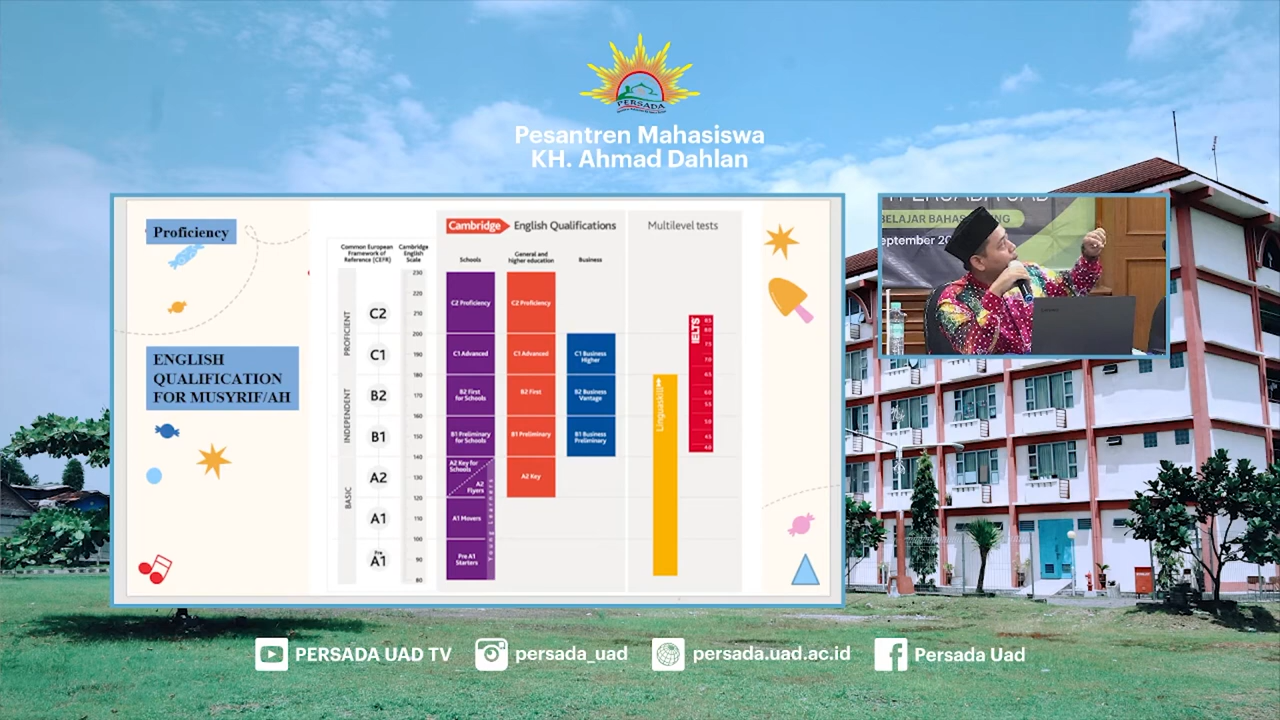 PERSADA
Pesantren Mahasiswa
KH. Ahmad Dahlan
Proficiency
ENGLISH
QUALIFICATION
FOR MUSYRIF/AH
Common European
Framework of
Reference (CEFR)
Cambridge
English
Scale
Cambridge English Qualifications
Multilevel tests
Schools
General and
higher education
Business
PROFICIENT
INDEPENDENT
BASIC
C2
C1
B2
B1
A2
A1
Pre
A1
230
220
210
200
190
180
170
160
150
140
130
120
110
100
90
80
C2 Proficiency
C1 Advanced
B2 First
for Schools
B1 Preliminary
for Schools
A2 Key for
Schools
A2
Flyers
A1 Movers
Pre A1
Starters
Young Learners
C2 Proficiency
C1 Advanced
B2 First
B1 Preliminary
A2 Key
C1 Business
Higher
B2 Business
Vantage
B1 Business
Preliminary
Linguaskill
IELTS
8.5
8.0
7.5
7.0
6.5
6.0
5.5
5.0
4.5
4.0
PERSADA UAD
BELAJAR BAHASA
eptember 20
PERSADA UAD TV
persada_uad
persada.uad.ac.id
Persada Uad